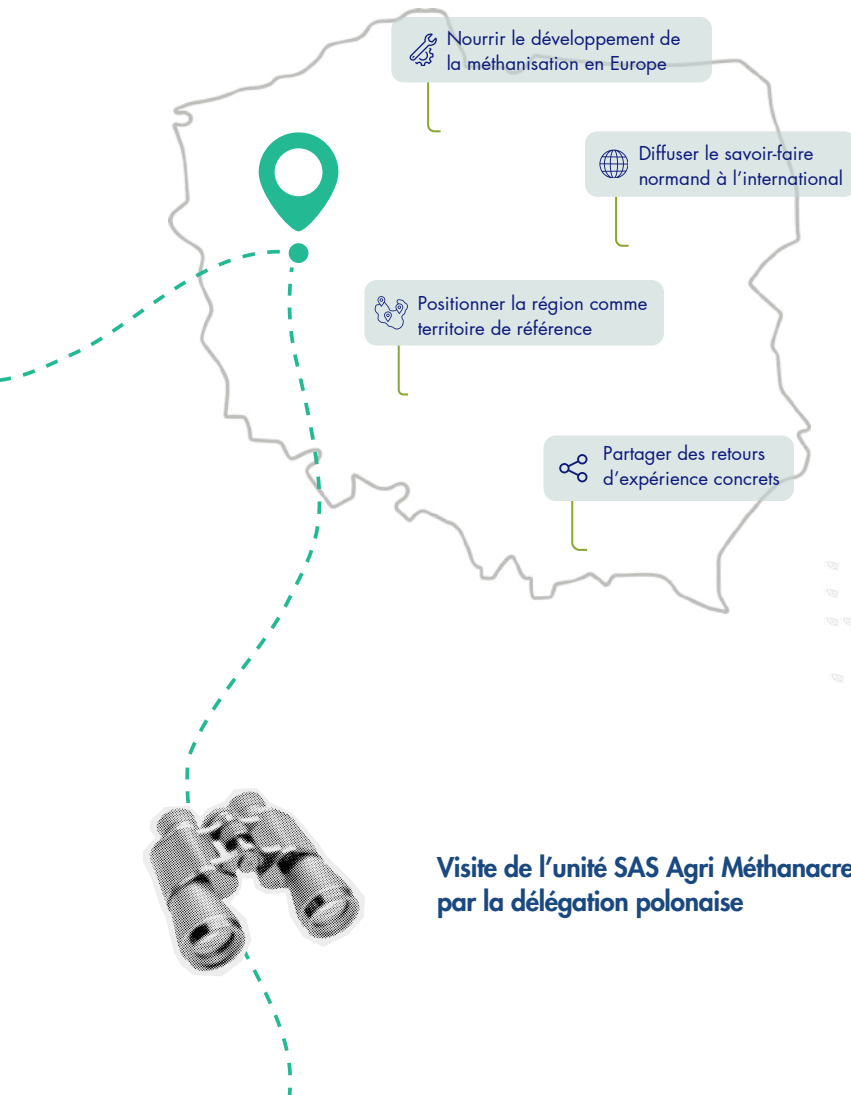 Nourrir le développement de
la méthanisation en Europe
Diffuser le savoir-faire
normand à l’international
Positionner la région comme
territoire de référence
Partager des retours
d’expérience concrets
Visite de l’unité SAS Agri Méthanacre
par la délégation polonaise